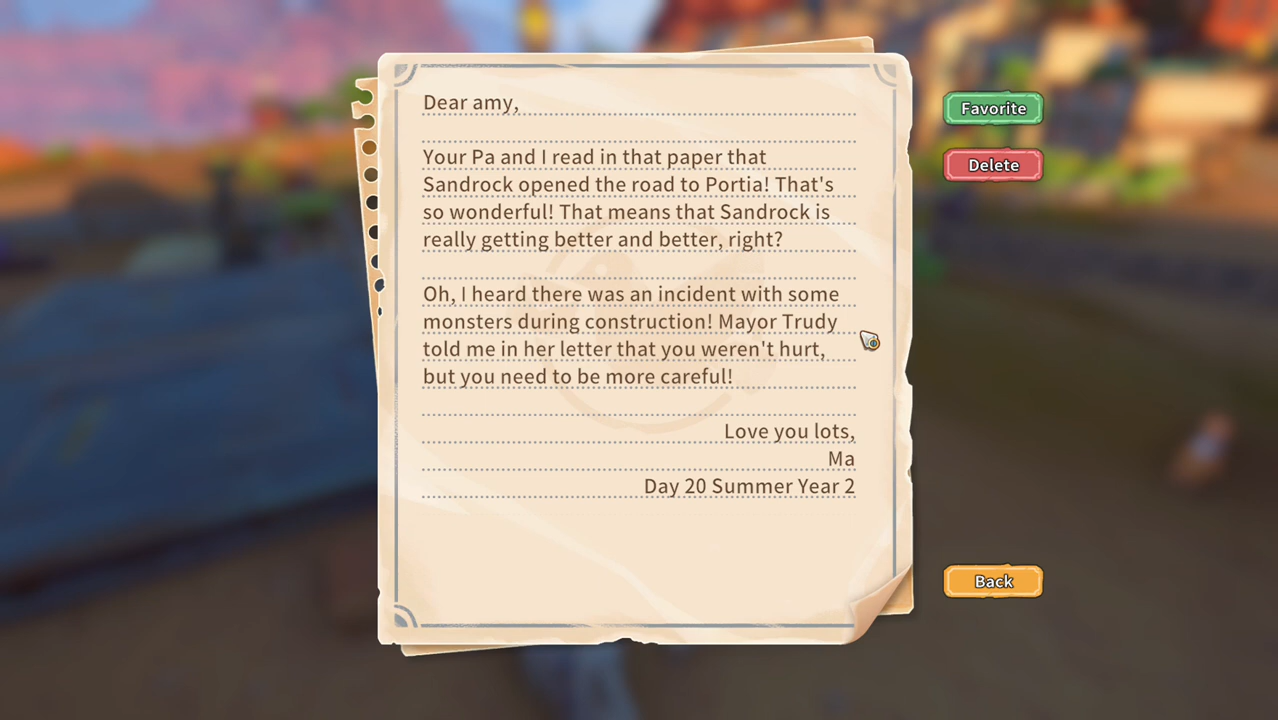 Dear amy,
Your Pa and I read in that paper that
Sandrock opened the road to Portia! That's
so wonderful! That means that Sandrock is
really getting better and better, right?
Oh, I heard there was an incident with some
monsters during construction! Mayor Trudy
told me in her letter that you weren't hurt,
but you need to be more careful!
Love you lots,
Ma
Day 20 Summer Year 2
Favorite
Delete
Back